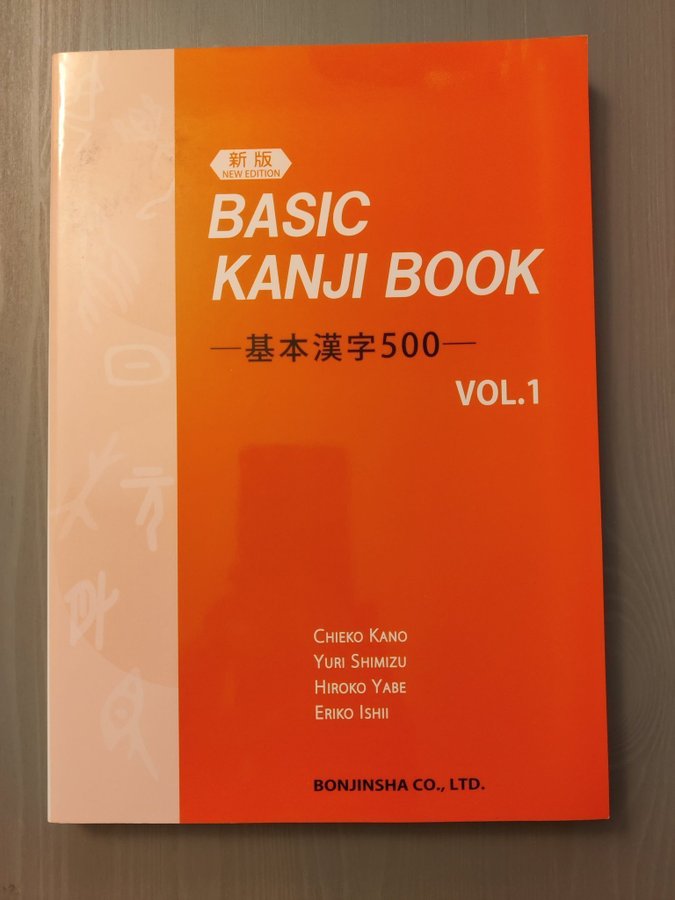 新版
NEW EDITION
BASIC
KANJI BOOK
―基本漢字500―
VOL.1
CHIEKO KANO
YURI SHIMIZU
HIROKO YABE
ERIKO ISHII
BONJINSHA CO., LTD.